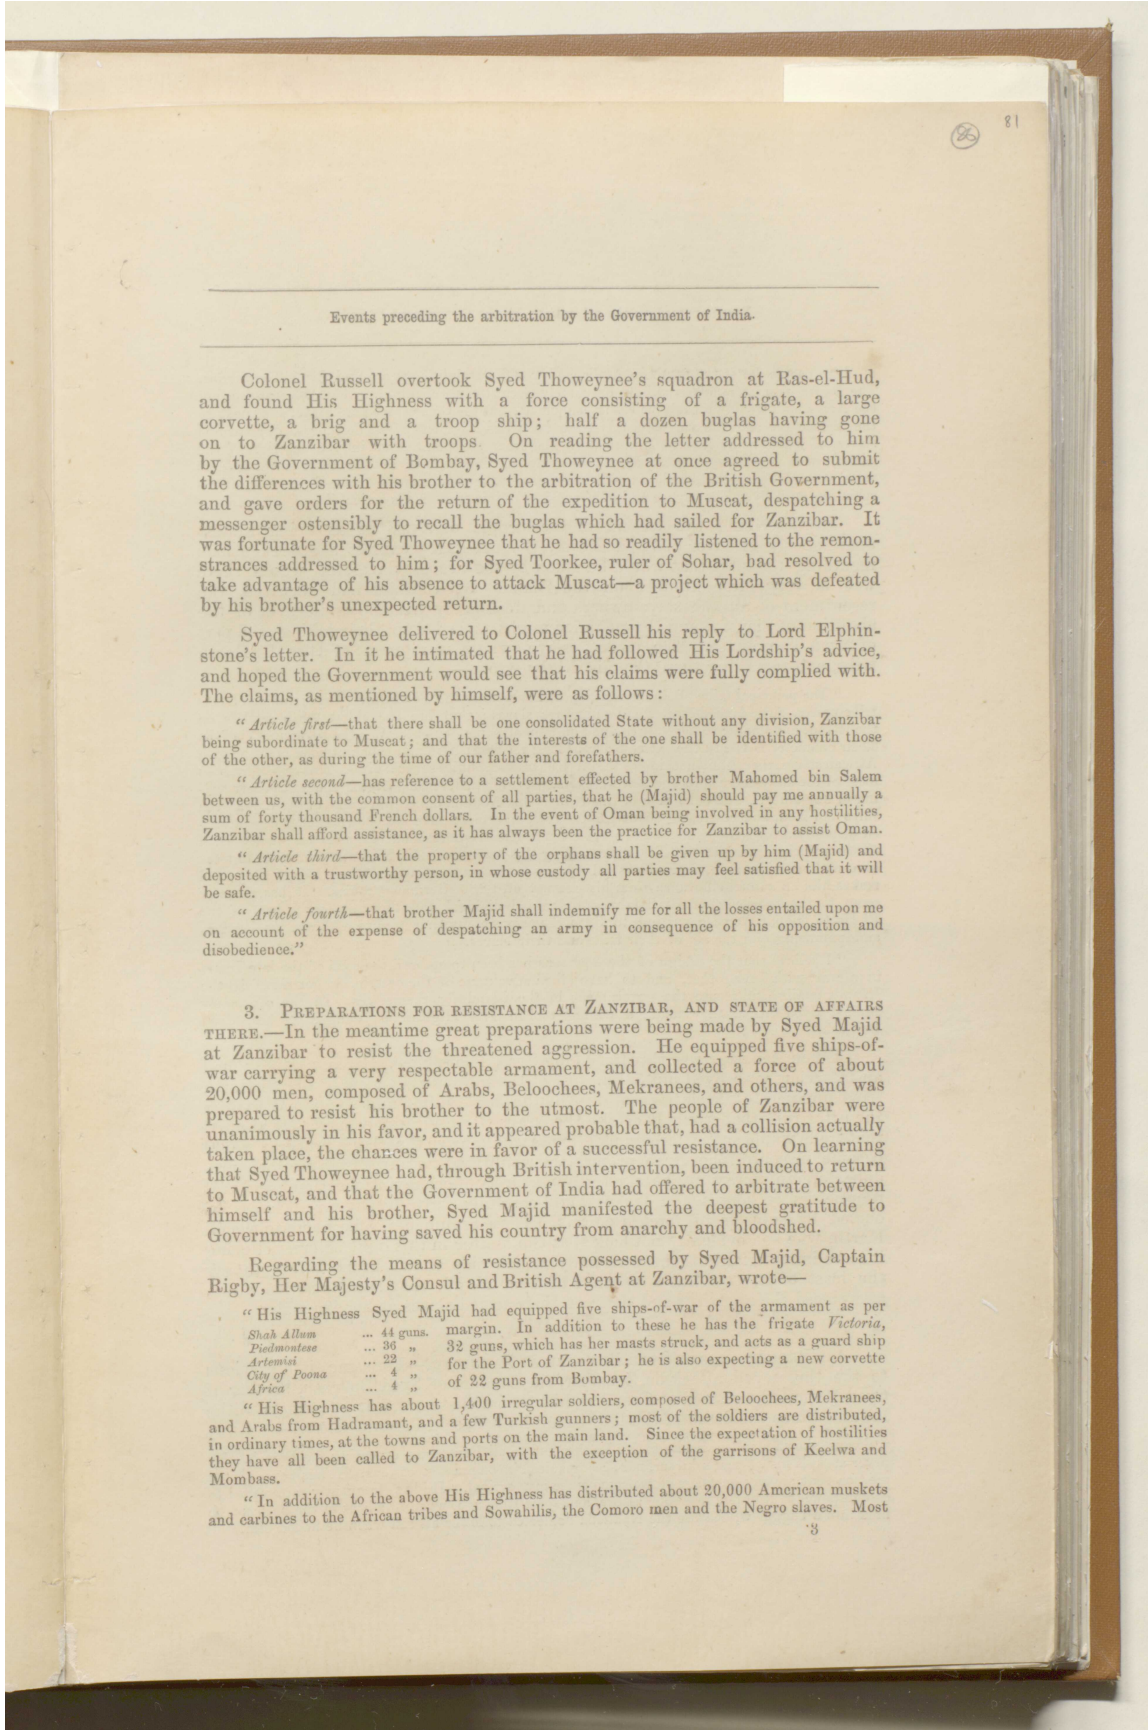 81
86
Events preceding the arbitration by the Government of India.
Colonel Russell overtook Syed Thoweynee's squadron at Ras-el-Hud,
and found His Highness with a force consisting of a frigate, a large
corvette, a brig and a troop ship; half a dozen buglas having gone
on to Zanzibar with troops. On reading the letter addressed to him
by the Government of Bombay, Syed Thoweynee at once agreed to submit
the differences with his brother to the arbitration of the British Government,
and gave orders for the return of the expedition to Muscat, despatching a
messenger ostensibly to recall the buglas which had sailed for Zanzibar. It
was fortunate for Syed Thoweynee that he had so readily listened to the remon-
strances addressed to him; for Syed Toorkee, ruler of Sohar, had resolved to
take advantage of his absence to attack Muscat—a project which was defeated
by his brother's unexpected return.
Syed Thoweynee delivered to Colonel Russell his reply to Lord Elphin-
stone's letter. In it he intimated that he had followed His Lordship's advice,
and hoped the Government would see that his claims were fully complied with.
The claims, as mentioned by himself, were as follows:
"Article first—that there shall be one consolidated State without any division, Zanzibar
being subordinate to Muscat; and that the interests of the one shall be identified with those
of the other, as during the time of our father and forefathers.
"Article second—has reference to a settlement effected by brother Mahomed bin Salem
between us, with the common consent of all parties, that he (Majid) should pay me annually a
sum of forty thousand French dollars. In the event of Oman being involved in any hostilities,
Zanzibar shall afford assistance, as it has always been the practice for Zanzibar to assist Oman.
"Article third—that the property of the orphans shall be given up by him (Majid) and
deposited with a trustworthy person, in whose custody all parties may feel satisfied that it will
be safe.
"Article fourth—that brother Majid shall indemnify me for all the losses entailed upon me
on account of the expense of despatching an army in consequence of his opposition and
disobedience."
3. PREPARATIONS FOR RESISTANCE AT ZANZIBAR, AND STATE OF AFFAIRS
THERE.—In the meantime great preparations were being made by Syed Majid
at Zanzibar to resist the threatened aggression. He equipped five ships-of-
war carrying a very respectable armament, and collected a force of about
20,000 men, composed of Arabs, Beloochees, Mekranees, and others, and was
prepared to resist his brother to the utmost. The people of Zanzibar were
unanimously in his favor, and it appeared probable that, had a collision actually
taken place, the chances were in favor of a successful resistance. On learning
that Syed Thoweynee had, through British intervention, been induced to return
to Muscat, and that the Government of India had offered to arbitrate between
himself and his brother, Syed Majid manifested the deepest gratitude to
Government for having saved his country from anarchy and bloodshed.
Regarding the means of resistance possessed by Syed Majid, Captain
Rigby, Her Majesty's Consul and British Agent at Zanzibar, wrote—
"His Highness Syed Majid had equipped five ships-of-war of the armament as per
Shah Allum ... 44 guns.
Piedmontese ... 36 "
Artemisi ... 22 "
City of Poona ... 4 "
Africa ... 4 "
margin. In addition to these he has the frigate Victoria,
32 guns, which has her masts struck, and acts as a guard ship
for the Port of Zanzibar; he is also expecting a new corvette
of 22 guns from Bombay.
"His Highness has about 1,400 irregular soldiers, composed of Beloochees, Mekranees,
and Arabs from Hadramant, and a few Turkish gunners; most of the soldiers are distributed,
in ordinary times, at the towns and ports on the main land. Since the expectation of hostilities
they have all been called to Zanzibar, with the exception of the garrisons of Keelwa and
Mombass.
"In addition to the above His Highness has distributed about 20,000 American muskets
and carbines to the African tribes and Sowahilis, the Comoro men and the Negro slaves. Most
3